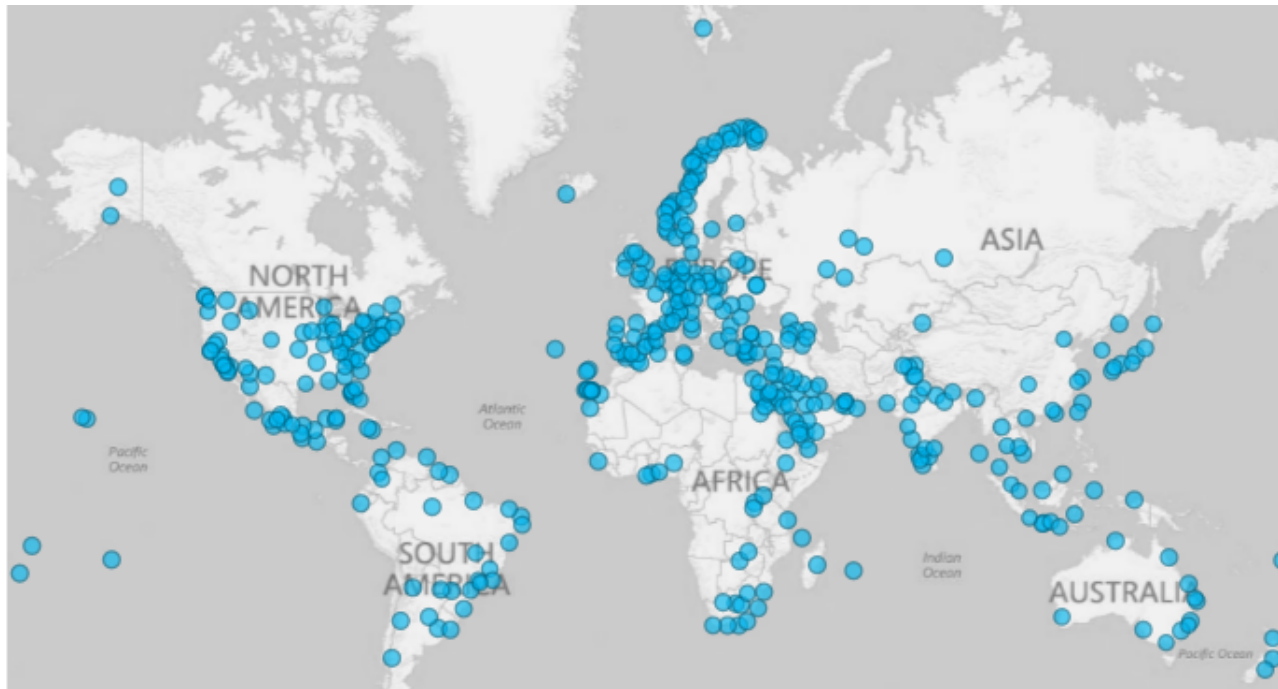 ASIA
NORTH
AMERICA
EUROPE
Atlantic
Ocean
Pacific
Ocean
AFRICA
SOUTH
AMERICA
Indian
Ocean
AUSTRALIA
Pacific Ocean